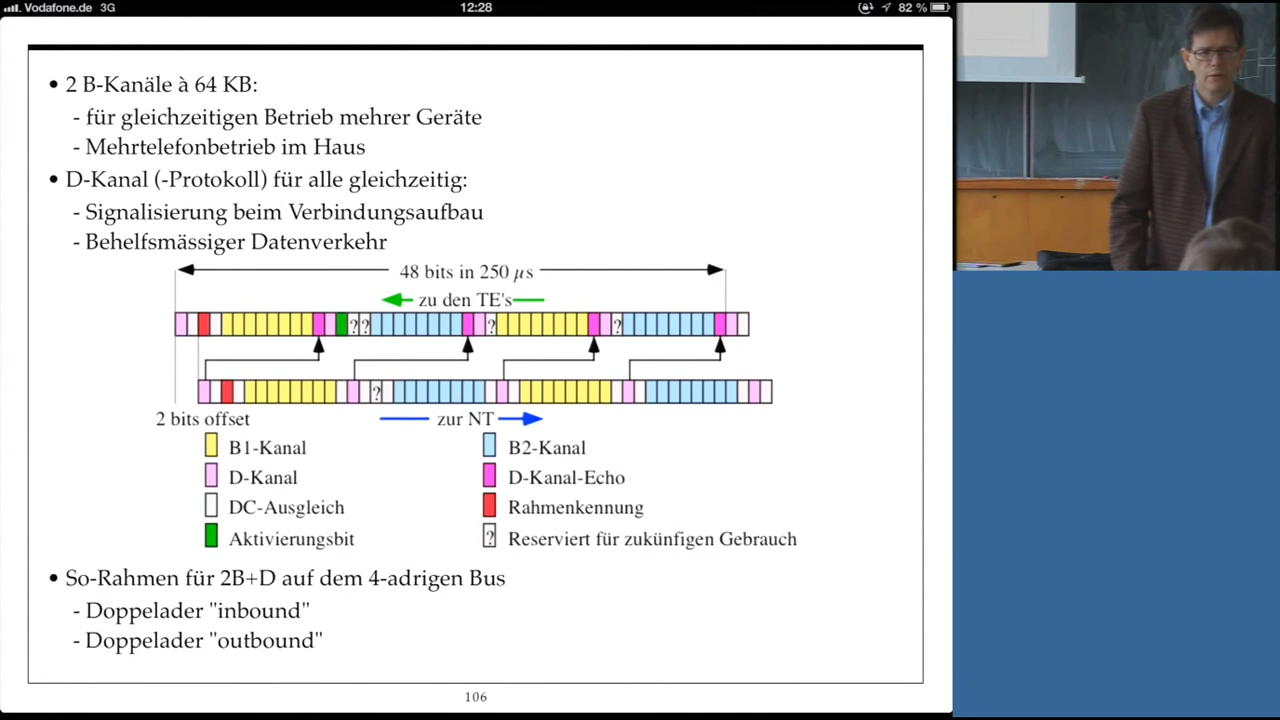 Vodafone.de 3G 12:28 82 %
• 2 B-Kanäle à 64 KB:
- für gleichzeitigen Betrieb mehrer Geräte
- Mehrtelefonbetrieb im Haus
• D-Kanal (-Protokoll) für alle gleichzeitig:
- Signalisierung beim Verbindungsaufbau
- Behelfsmässiger Datenverkehr
48 bits in 250 µs
zu den TE's
? ? ? ?
?
2 bits offset zur NT
B1-Kanal B2-Kanal
D-Kanal D-Kanal-Echo
DC-Ausgleich Rahmenkennung
Aktivierungsbit ? Reserviert für zukünfigen Gebrauch
• So-Rahmen für 2B+D auf dem 4-adrigen Bus
- Doppelader "inbound"
- Doppelader "outbound"
106